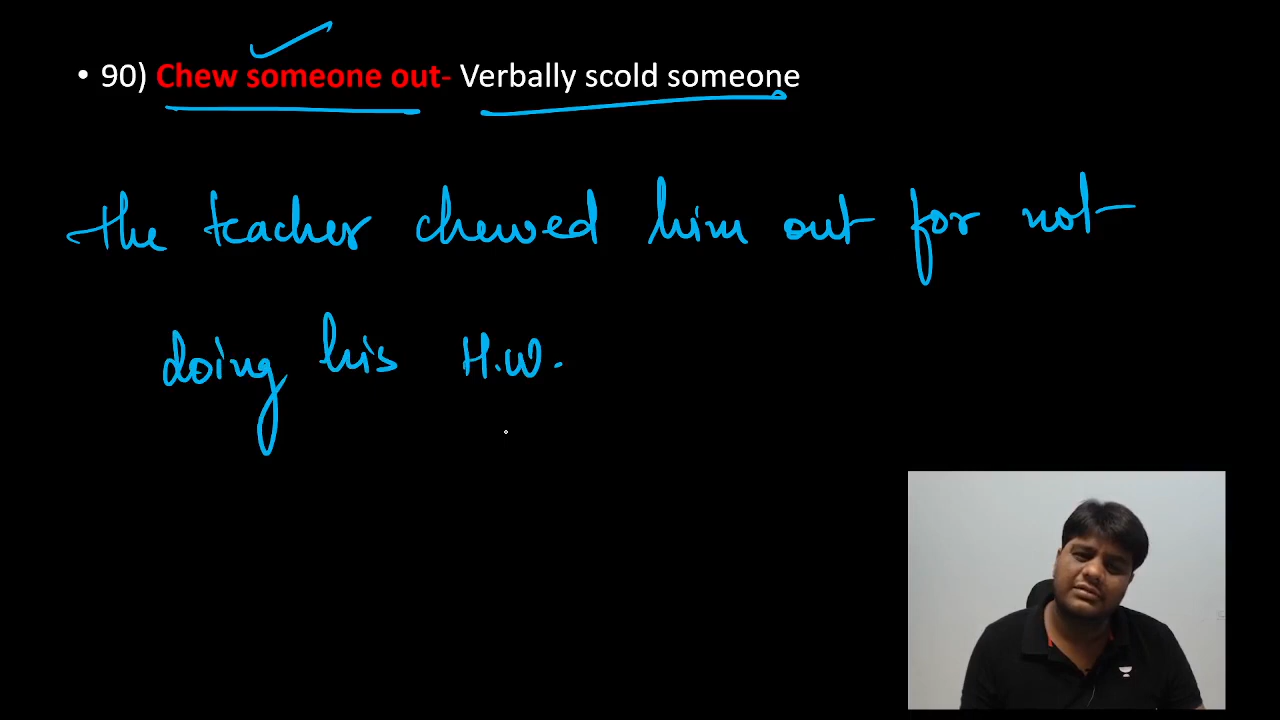 • 90) Chew someone out- Verbally scold someone
the teacher chewed him out for not
doing his H.W.